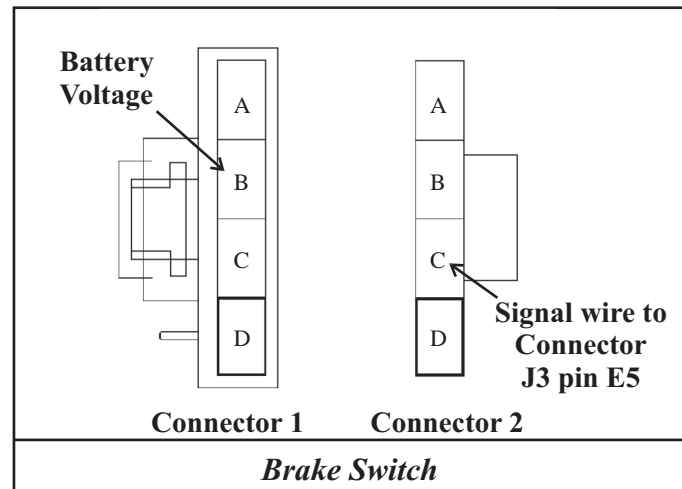 Battery
Voltage
A
B
C
D
A
B
C
D
Signal wire to
Connector
J3 pin E5
Connector 1
Connector 2
Brake Switch